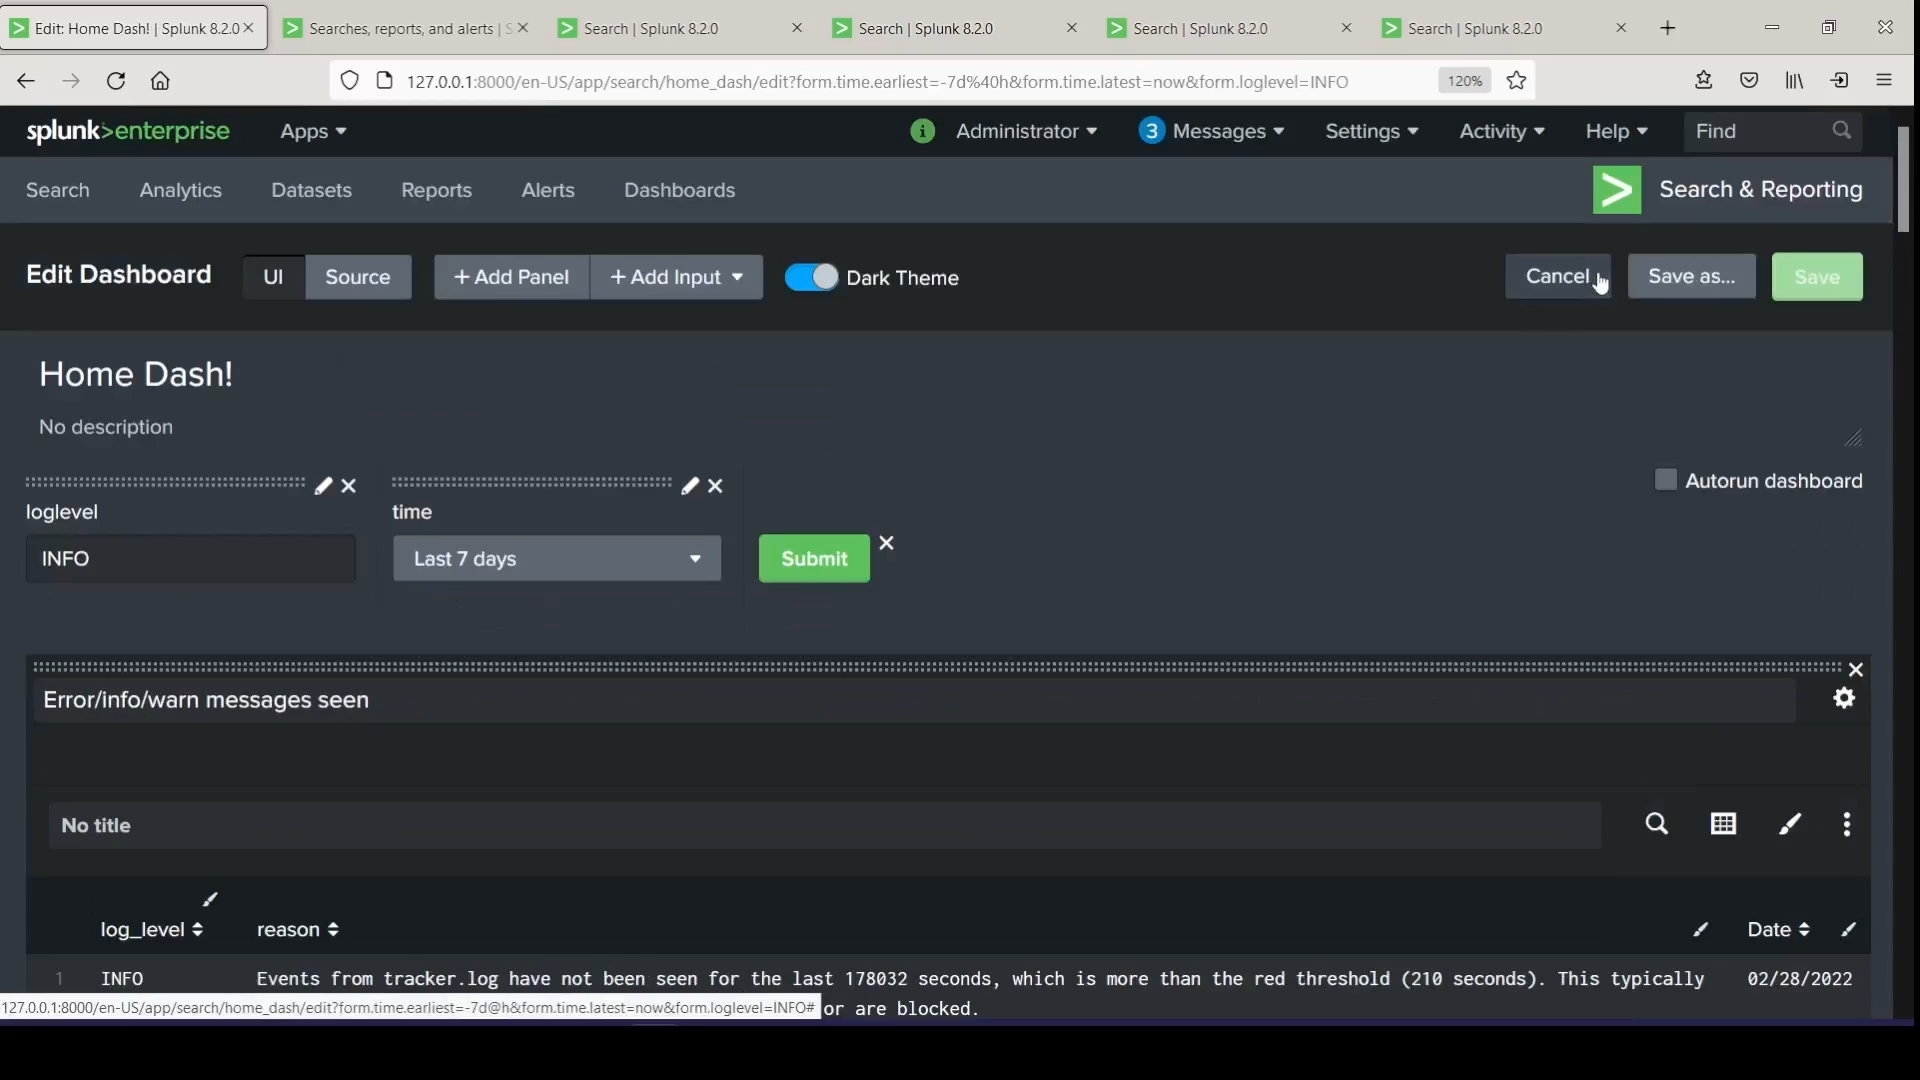 Edit: Home Dash! | Splunk 8.2.0
Searches, reports, and alerts | S
Search | Splunk 8.2.0
Search | Splunk 8.2.0
Search | Splunk 8.2.0
Search | Splunk 8.2.0
127.0.0.1:8000/en-US/app/search/home_dash/edit?form.time.earliest=-7d%40h&form.time.latest=now&form.loglevel=INFO
120%
splunk>enterprise
Apps
i
Administrator
3 Messages
Settings
Activity
Help
Find
Search
Analytics
Datasets
Reports
Alerts
Dashboards
Search & Reporting
Edit Dashboard
UI
Source
+ Add Panel
+ Add Input
Dark Theme
Cancel
Save as...
Save
Home Dash!
No description
Autorun dashboard
loglevel
time
INFO
Last 7 days
Submit
Error/info/warn messages seen
No title
log_level
reason
Date
1
INFO
Events from tracker.log have not been seen for the last 178032 seconds, which is more than the red threshold (210 seconds). This typically
02/28/2022
127.0.0.1:8000/en-US/app/search/home_dash/edit?form.time.earliest=-7d@h&form.time.latest=now&form.loglevel=INFO#
or are blocked.